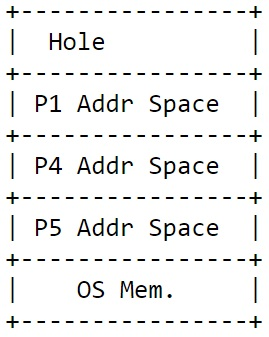 +----------------+
|  Hole          |
+----------------+
| P1 Addr Space  |
+----------------+
| P4 Addr Space  |
+----------------+
| P5 Addr Space  |
+----------------+
|    OS Mem.     |
+----------------+